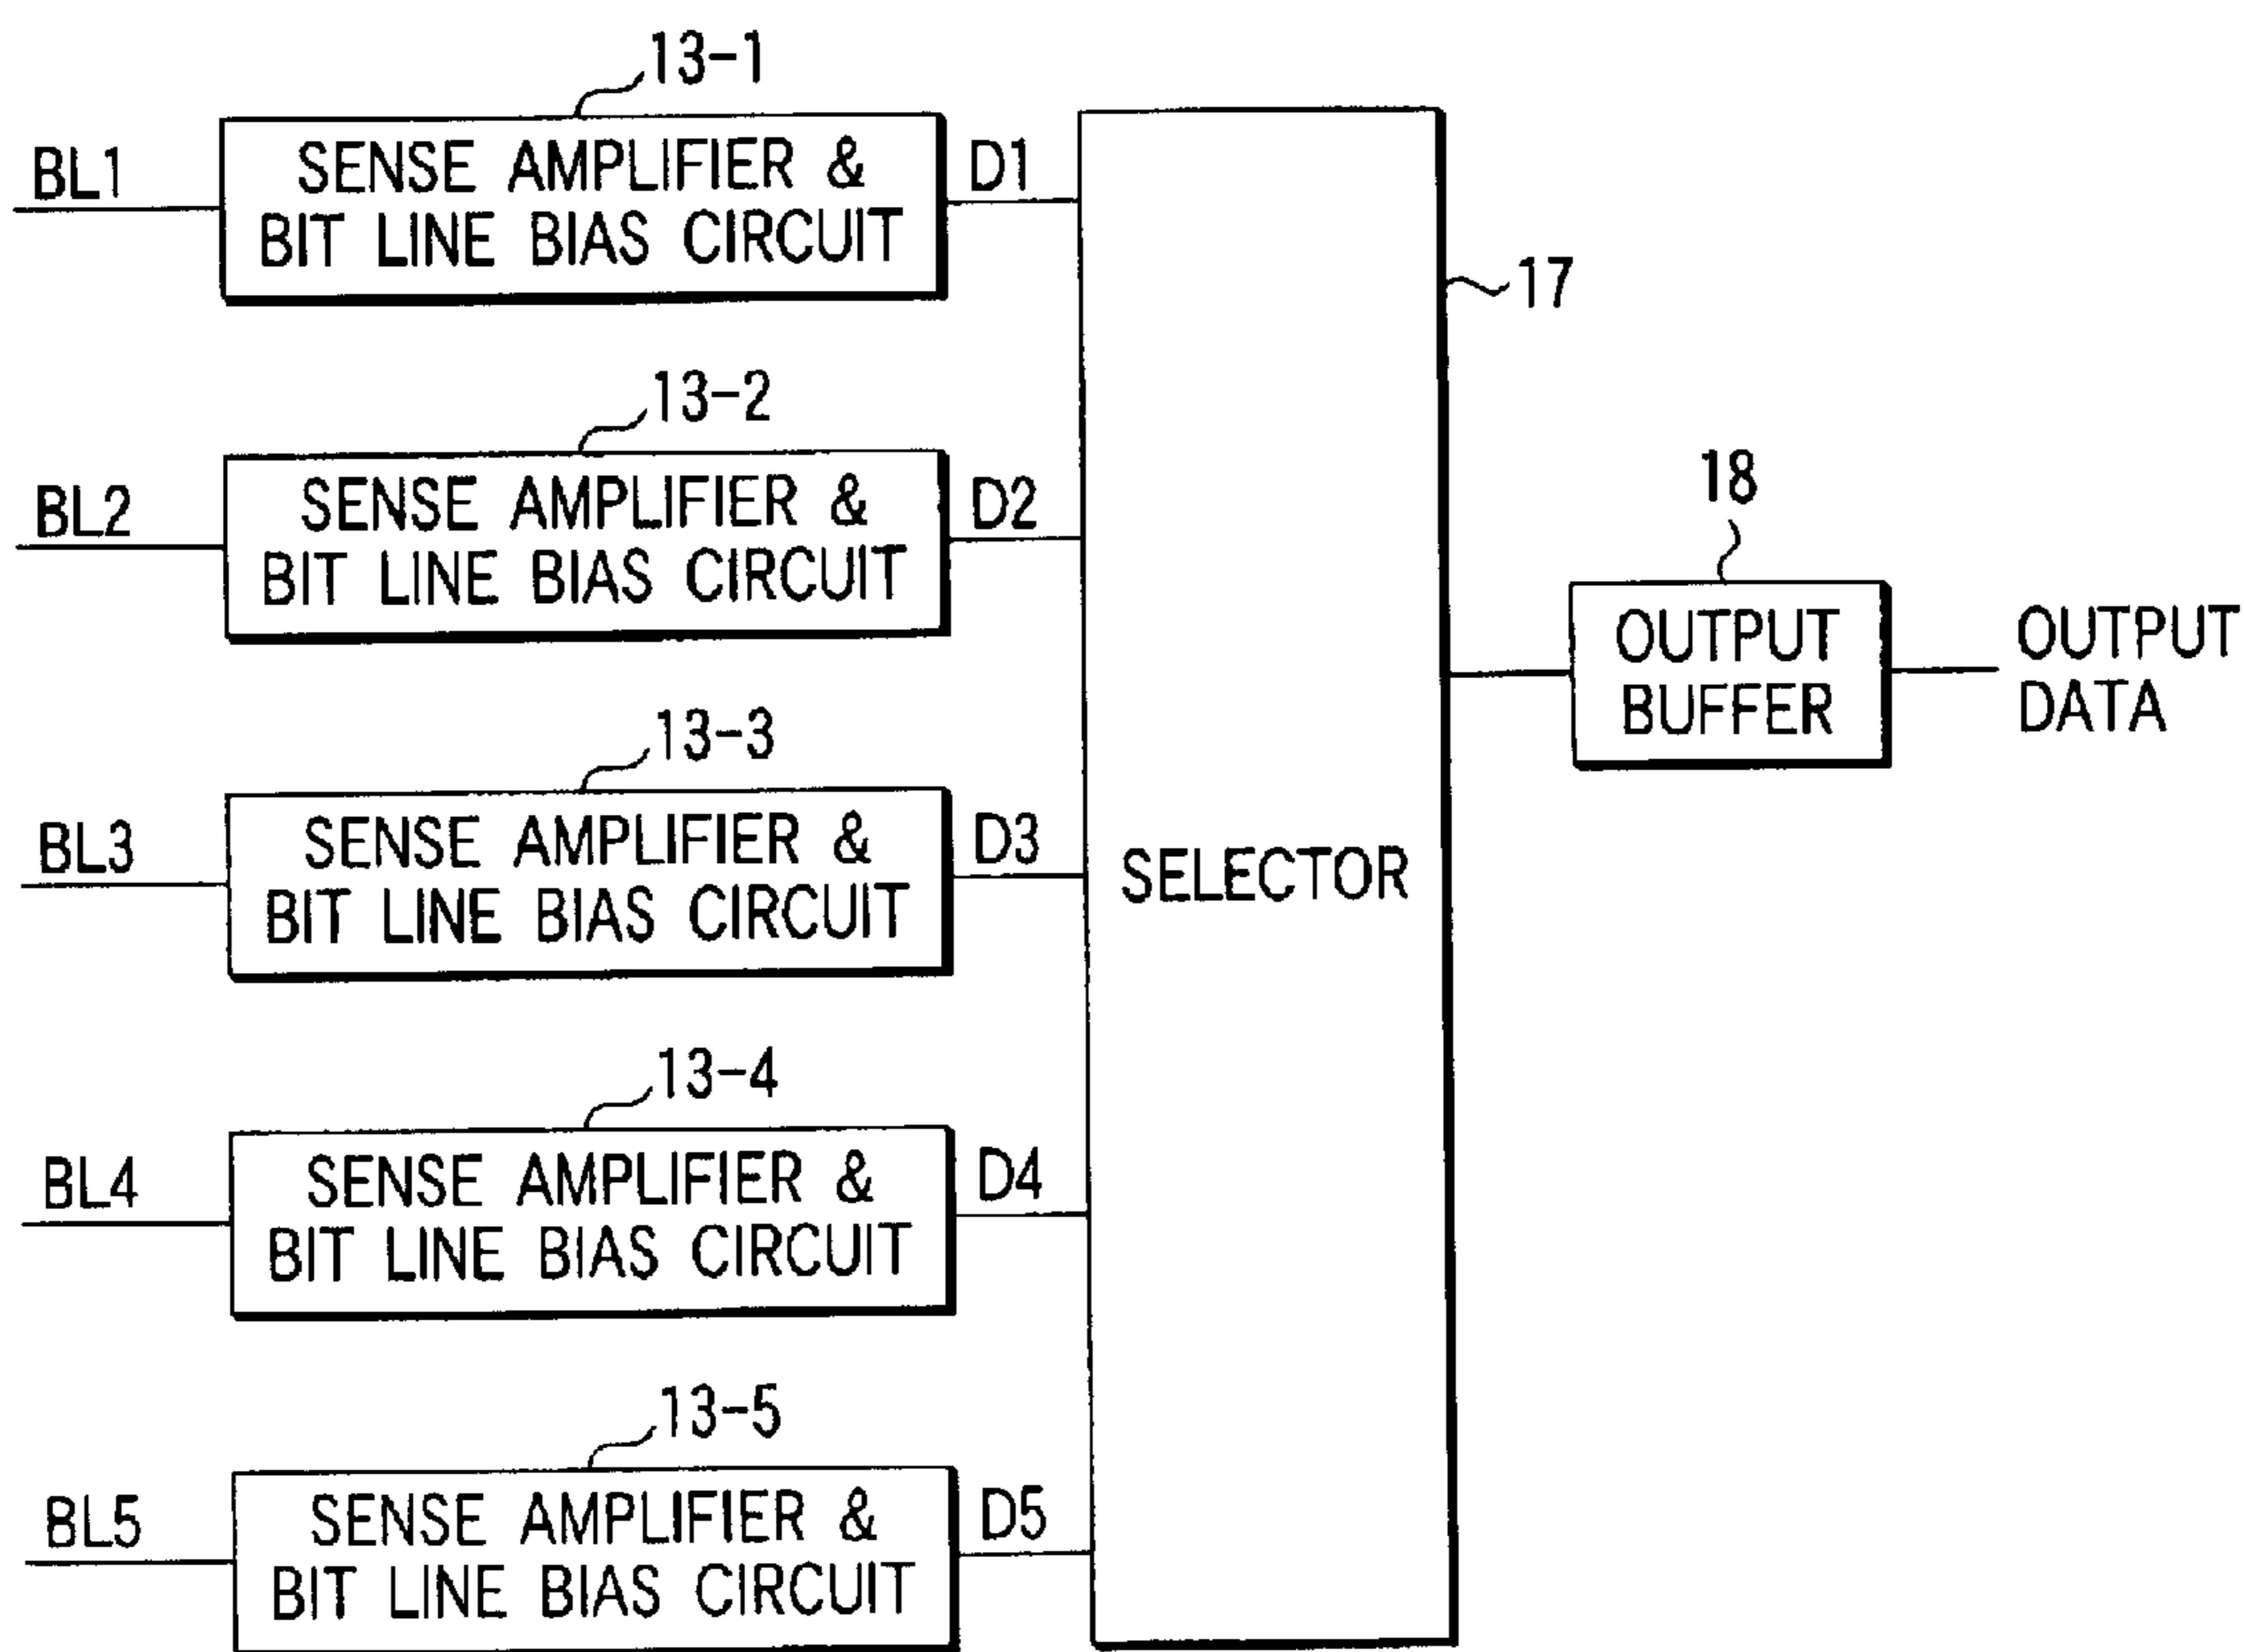 13-1
BL1
SENSE AMPLIFIER &
BIT LINE BIAS CIRCUIT
D1
17
13-2
BL2
SENSE AMPLIFIER &
BIT LINE BIAS CIRCUIT
D2
18
OUTPUT
BUFFER
OUTPUT
DATA
13-3
BL3
SENSE AMPLIFIER &
BIT LINE BIAS CIRCUIT
D3
SELECTOR
13-4
BL4
SENSE AMPLIFIER &
BIT LINE BIAS CIRCUIT
D4
13-5
BL5
SENSE AMPLIFIER &
BIT LINE BIAS CIRCUIT
D5